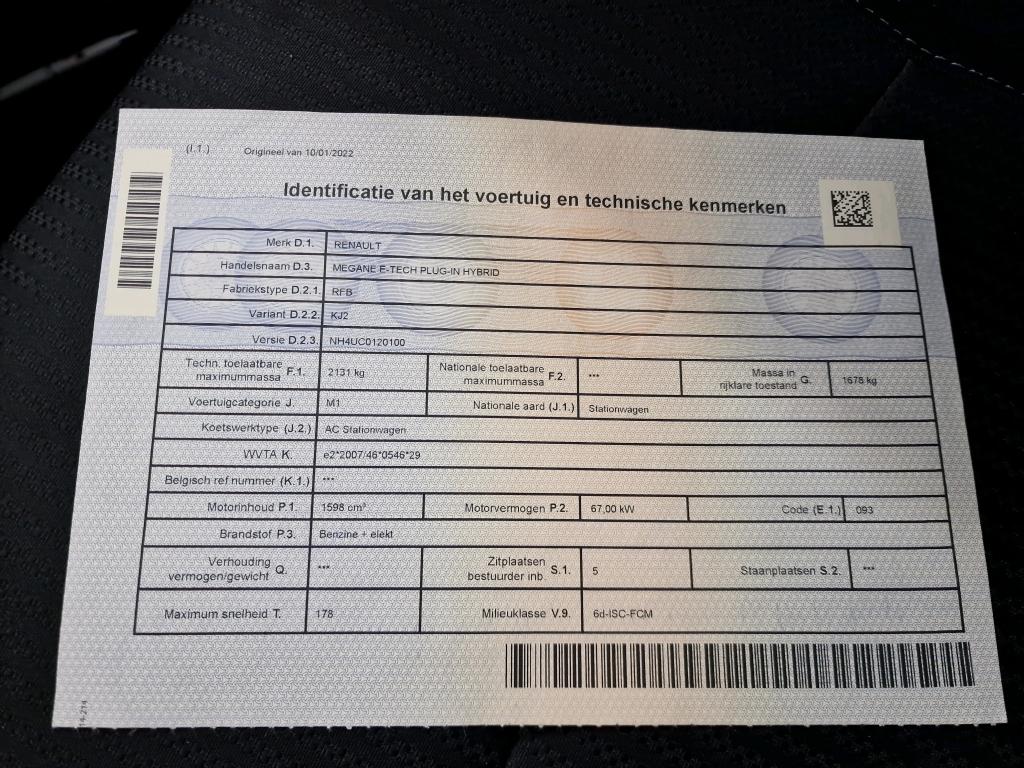 (I.1.) Origineel van 10/01/2022
Identificatie van het voertuig en technische kenmerken
Merk D.1. RENAULT
Handelsnaam D.3. MEGANE E-TECH PLUG-IN HYBRID
Fabriekstype D.2.1. RFB
Variant D.2.2. KJ2
Versie D.2.3. NH4UC0120100
Techn. toelaatbare maximummassa F.1. 2131 kg Nationale toelaatbare maximummassa F.2. *** Massa in rijklare toestand G. 1678 kg
Voertuigcategorie J. M1 Nationale aard (J.1.) Stationwagen
Koetswerktype (J.2.) AC Stationwagen
WVTA K. e2*2007/46*0546*29
Belgisch ref nummer (K.1.) ***
Motorinhoud P.1. 1598 cm³ Motorvermogen P.2. 67,00 kW Code (E.1.) 093
Brandstof P.3. Benzine + elekt
Verhouding vermogen/gewicht Q. *** Zitplaatsen bestuurder inb. S.1. 5 Staanplaatsen S.2. ***
Maximum snelheid T. 178 Milieuklasse V.9. 6d-ISC-FCM